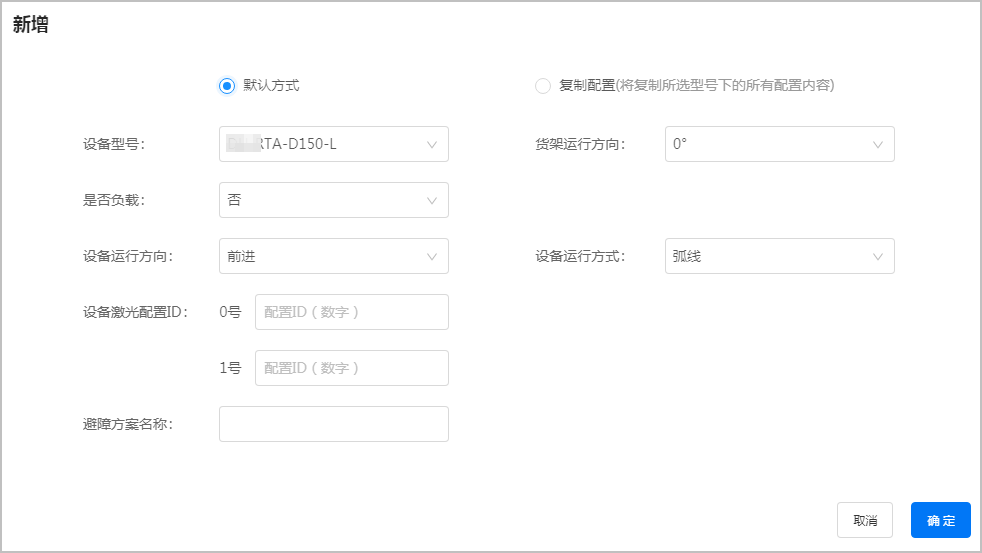 新增
默认方式 复制配置(将复制所选型号下的所有配置内容)
设备型号: RTA-D150-L 货架运行方向: 0°
是否负载: 否
设备运行方向: 前进 设备运行方式: 弧线
设备激光配置ID: 0号 配置ID（数字）
1号 配置ID（数字）
避障方案名称:
取消 确定